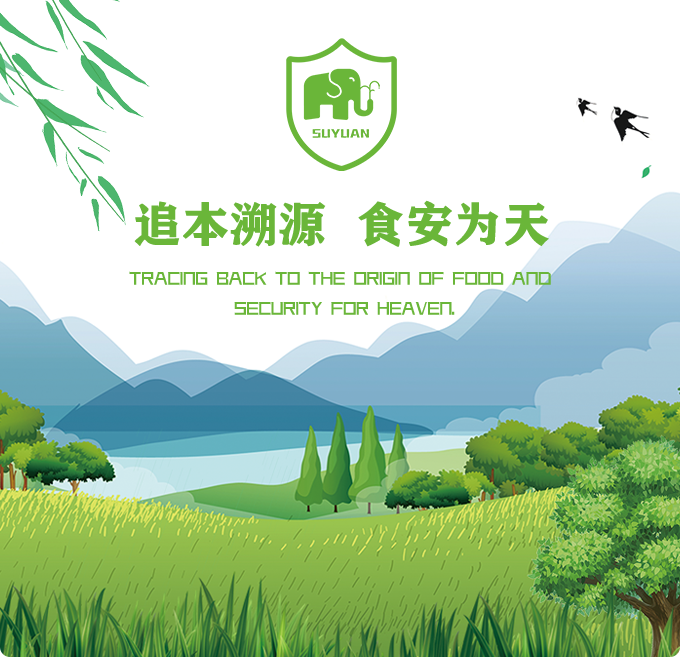 SUYUAN
追本溯源 食安为天
TRACING BACK TO THE ORIGIN OF FOOD AND
SECURITY FOR HEAVEN.